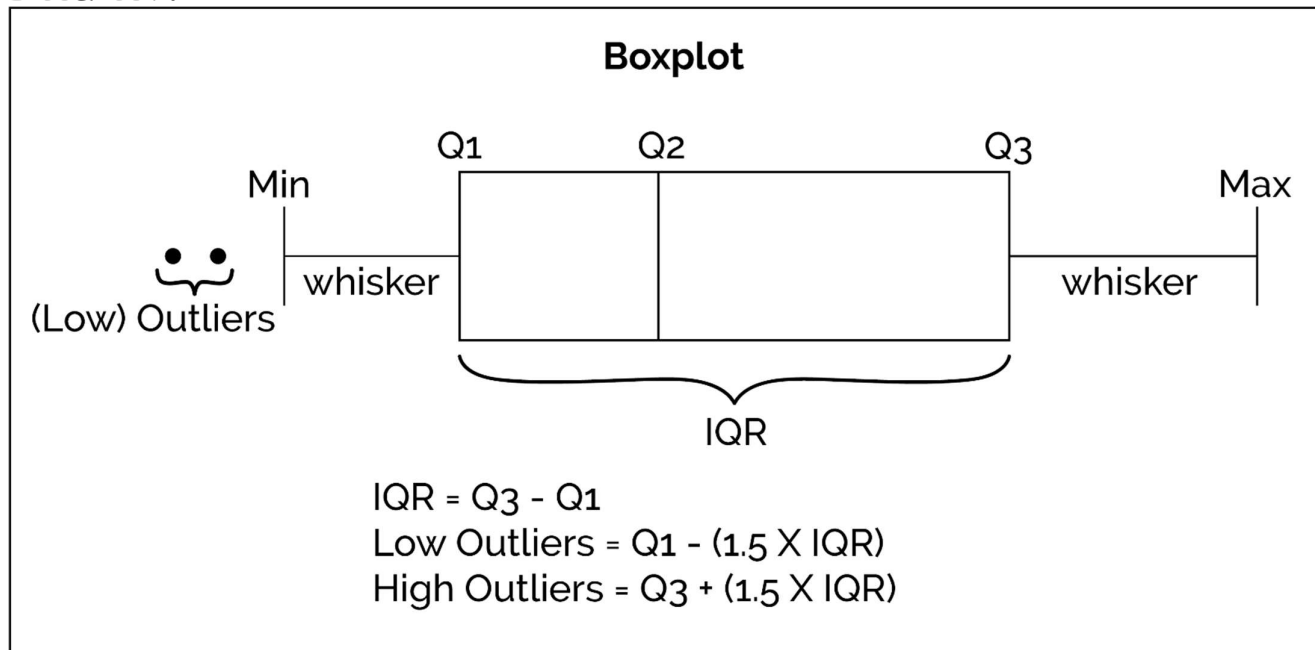 Boxplot
Q1 Q2 Q3
Min Max
whisker whisker
(Low) Outliers
IQR
IQR = Q3 - Q1
Low Outliers = Q1 - (1.5 X IQR)
High Outliers = Q3 + (1.5 X IQR)